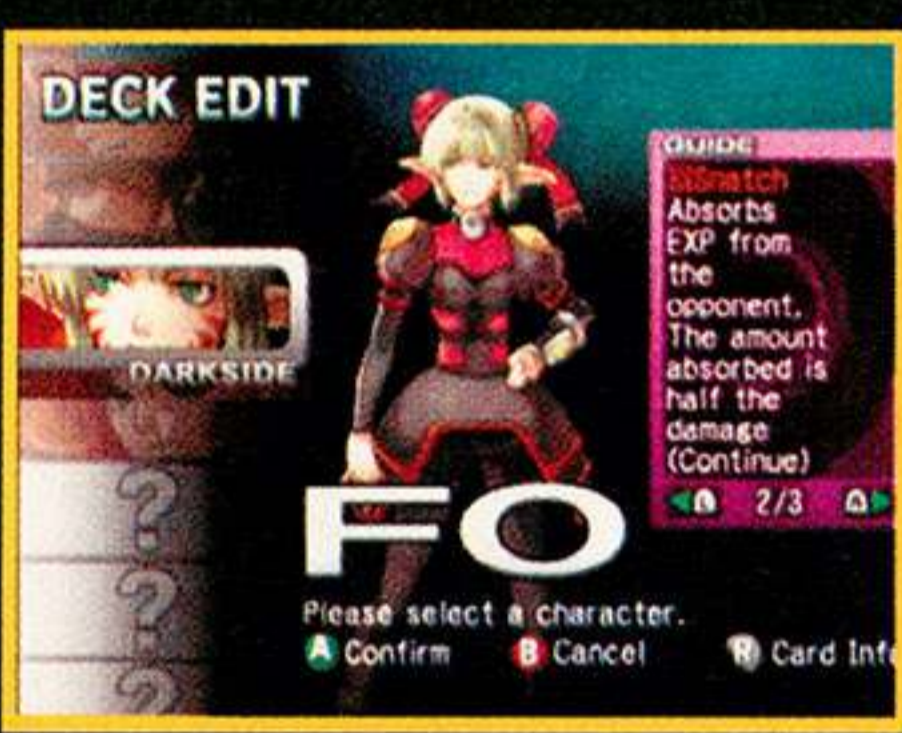 DECK EDIT
DARKSIDE
GUIDE
Absorbs
EXP from
the
opponent.
The amount
absorbed is
half the
damage
(Continue)
L 2/3
?
?
?
FO
Please select a character.
A Confirm B Cancel R Card Inf